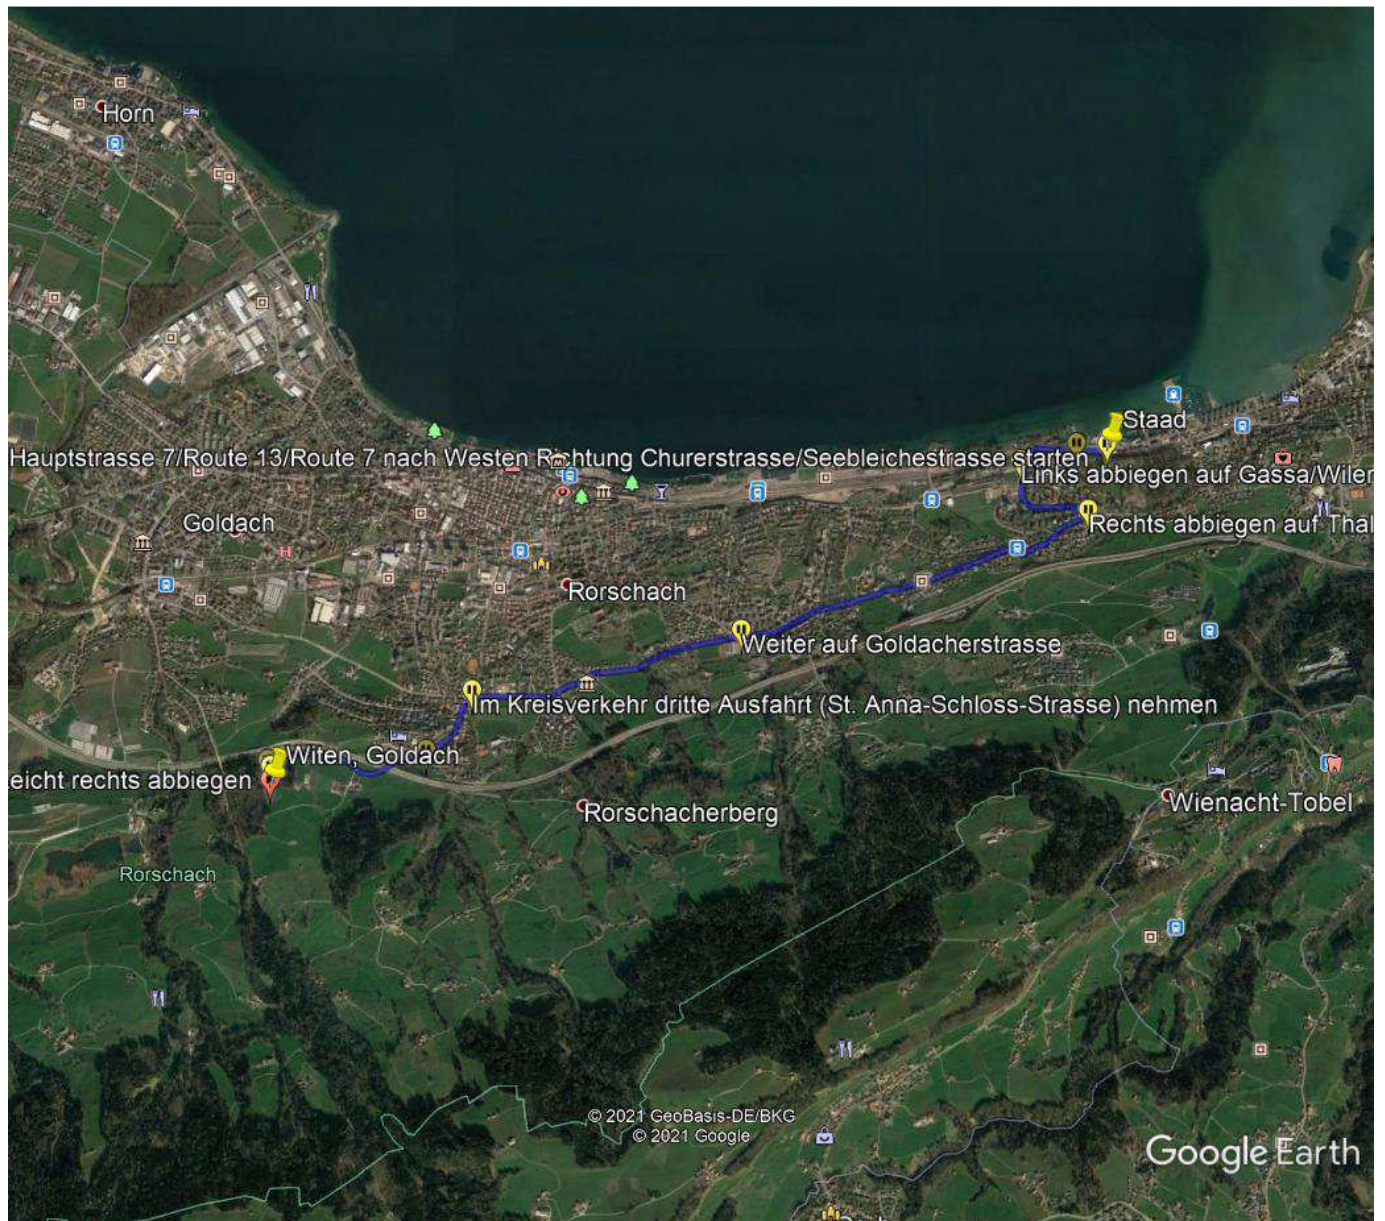 Horn
Staad
Hauptstrasse 7/Route 13/Route 7 nach Westen Richtung Churerstrasse/Seebleichestrasse starten
Links abbiegen auf Gassa/Wiler
Goldach
Rechts abbiegen auf Thal
Rorschach
Weiter auf Goldacherstrasse
Im Kreisverkehr dritte Ausfahrt (St. Anna-Schloss-Strasse) nehmen
Witen, Goldach
eicht rechts abbiegen
Rorschacherberg
Wienacht-Tobel
Rorschach
© 2021 GeoBasis-DE/BKG
© 2021 Google
Google Earth